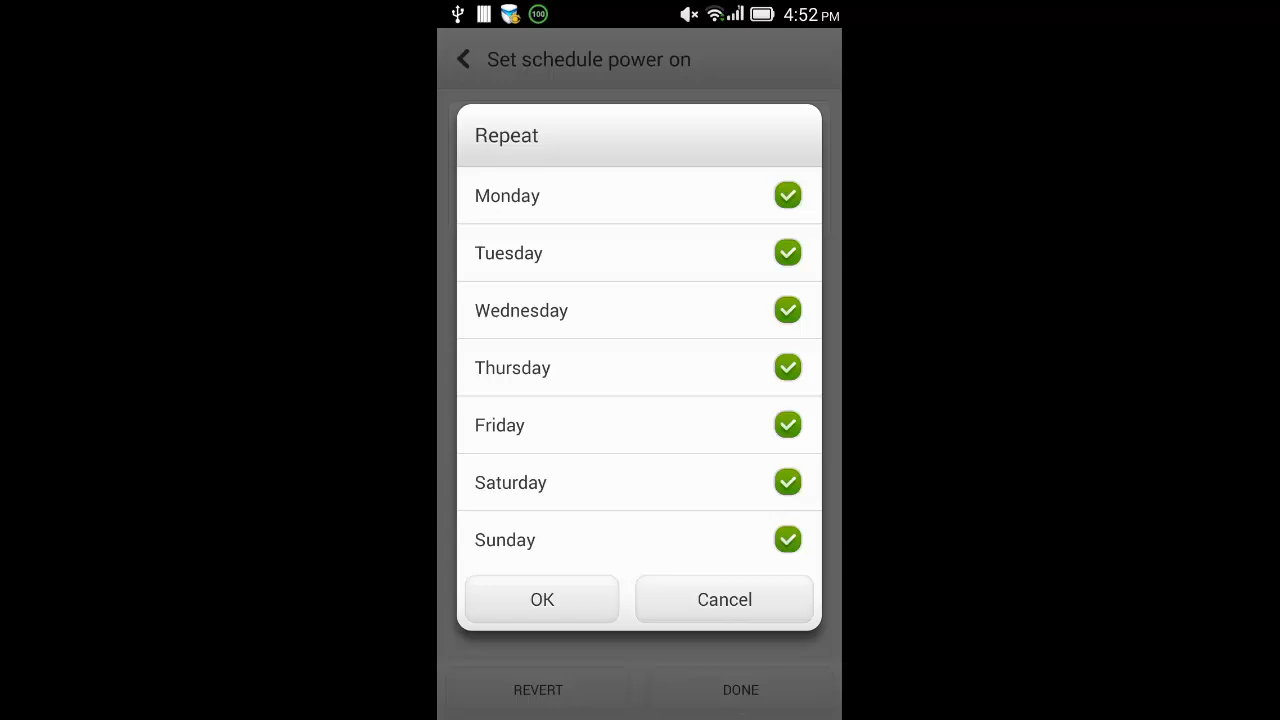 100
4:52 PM
Set schedule power on
Repeat
Monday
Tuesday
Wednesday
Thursday
Friday
Saturday
Sunday
OK Cancel
REVERT DONE